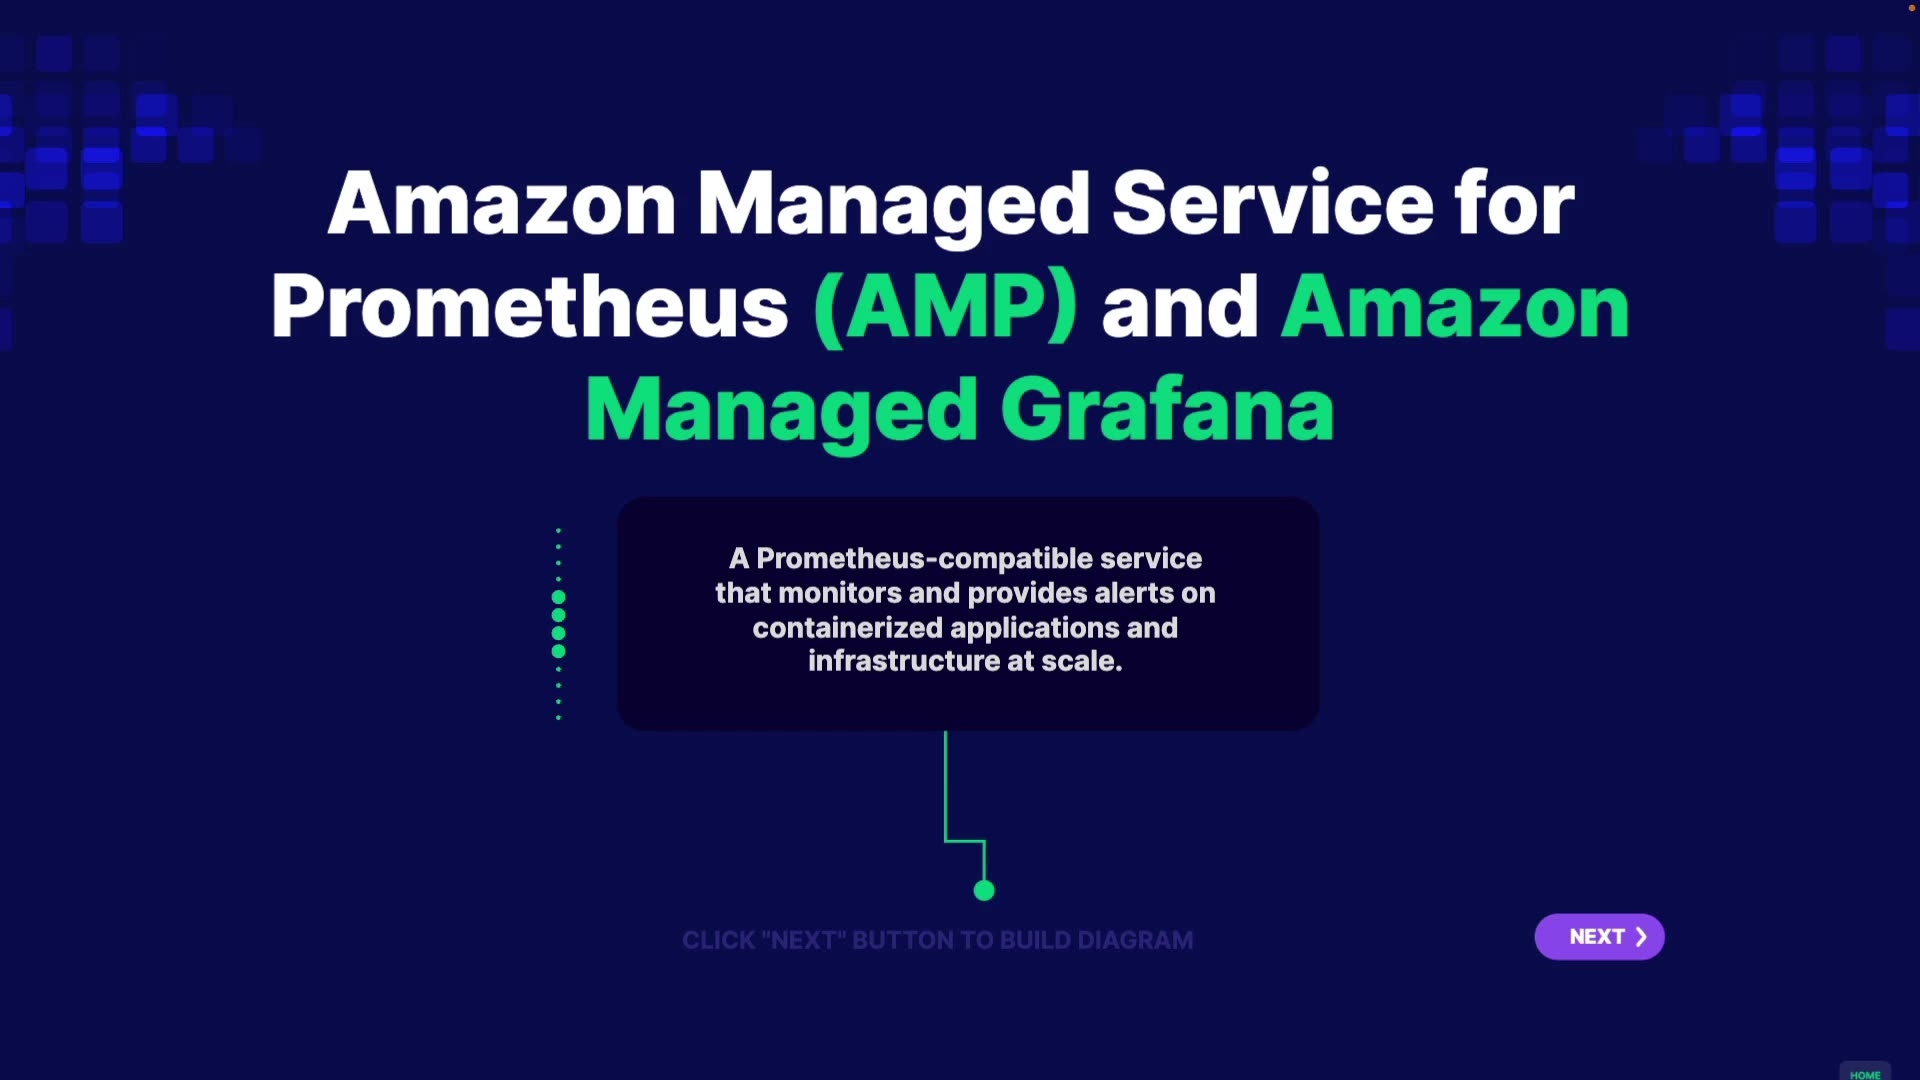 Amazon Managed Service for
Prometheus (AMP) and Amazon
Managed Grafana
A Prometheus-compatible service
that monitors and provides alerts on
containerized applications and
infrastructure at scale.
CLICK "NEXT" BUTTON TO BUILD DIAGRAM
NEXT
HOME